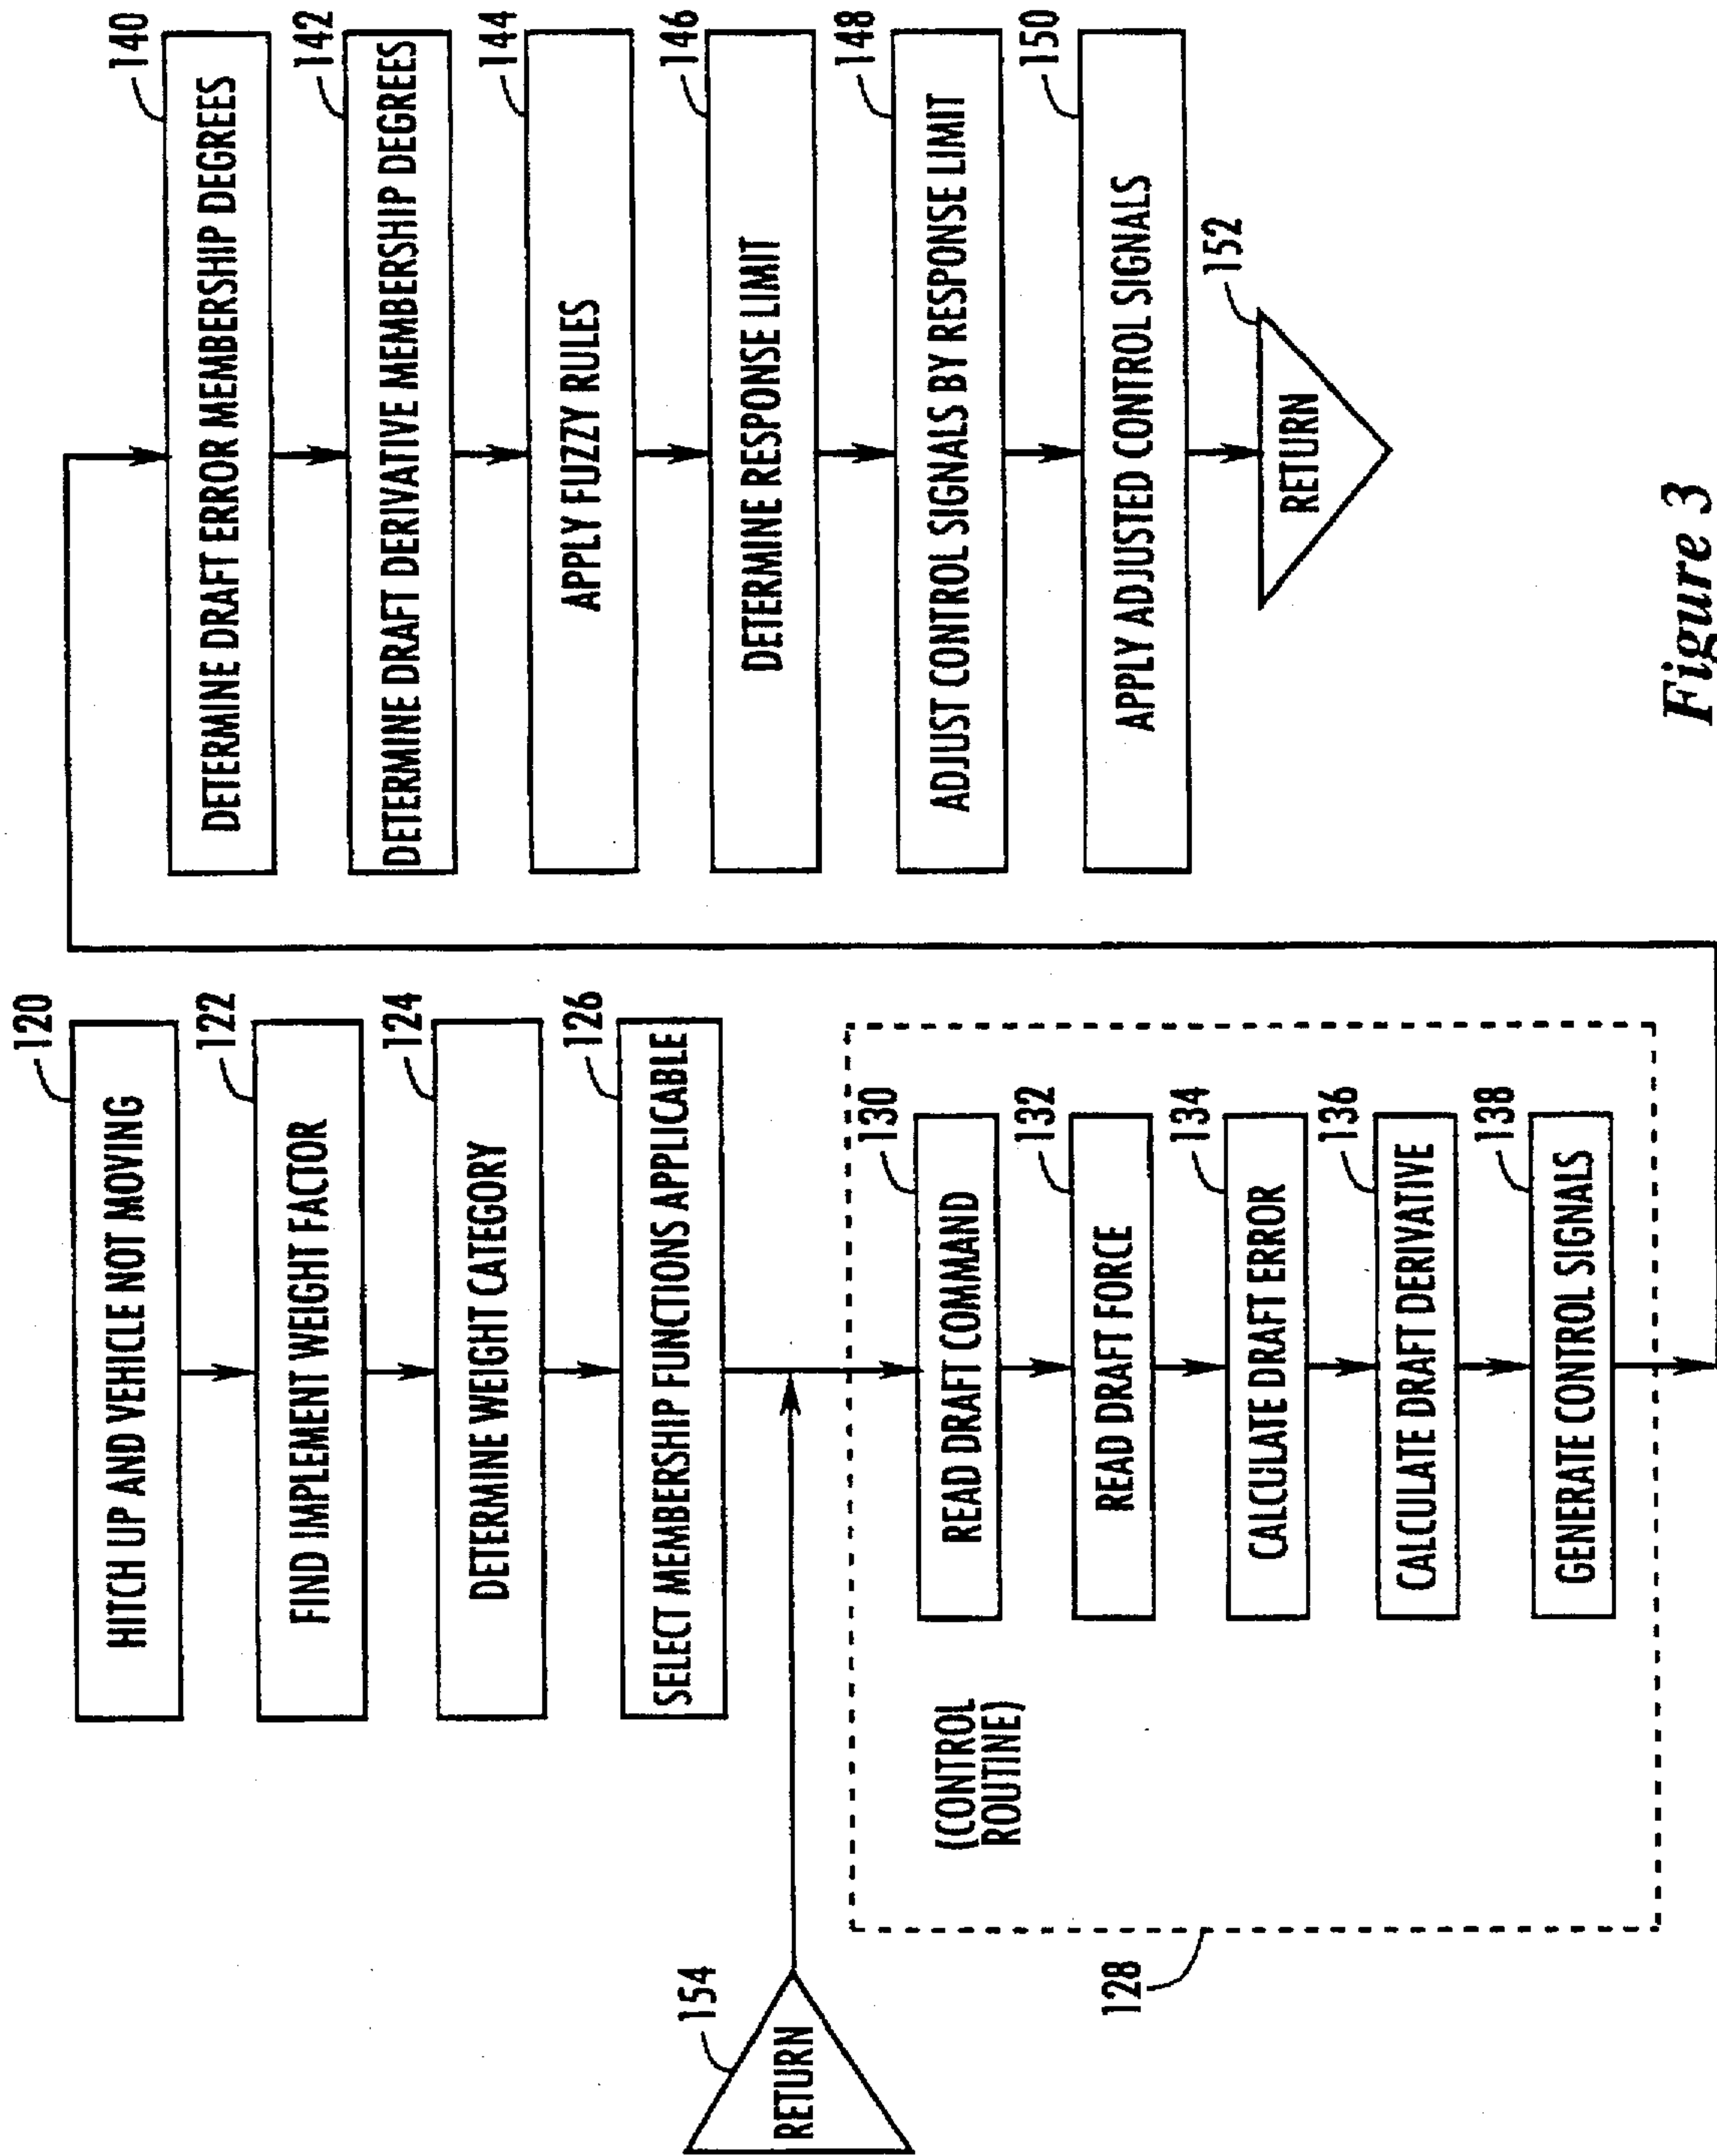 120
HITCH UP AND VEHICLE NOT MOVING
122
FIND IMPLEMENT WEIGHT FACTOR
124
DETERMINE WEIGHT CATEGORY
126
SELECT MEMBERSHIP FUNCTIONS APPLICABLE
154
RETURN
128
(CONTROL
ROUTINE)
130
READ DRAFT COMMAND
132
READ DRAFT FORCE
134
CALCULATE DRAFT ERROR
136
CALCULATE DRAFT DERIVATIVE
138
GENERATE CONTROL SIGNALS
140
DETERMINE DRAFT ERROR MEMBERSHIP DEGREES
142
DETERMINE DRAFT DERIVATIVE MEMBERSHIP DEGREES
144
APPLY FUZZY RULES
146
DETERMINE RESPONSE LIMIT
148
ADJUST CONTROL SIGNALS BY RESPONSE LIMIT
150
APPLY ADJUSTED CONTROL SIGNALS
152
RETURN
Figure 3